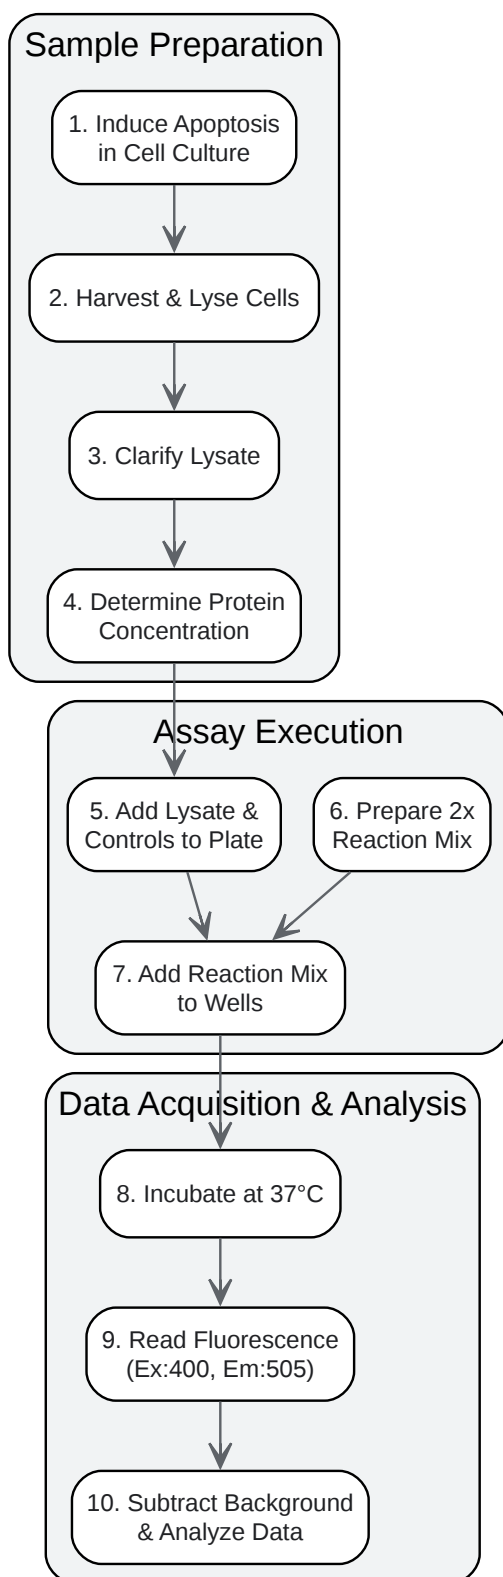 Sample Preparation
1. Induce Apoptosis
in Cell Culture
2. Harvest & Lyse Cells
3. Clarify Lysate
4. Determine Protein
Concentration
Assay Execution
5. Add Lysate &
Controls to Plate
6. Prepare 2x
Reaction Mix
7. Add Reaction Mix
to Wells
Data Acquisition & Analysis
8. Incubate at 37°C
9. Read Fluorescence
(Ex:400, Em:505)
10. Subtract Background
& Analyze Data